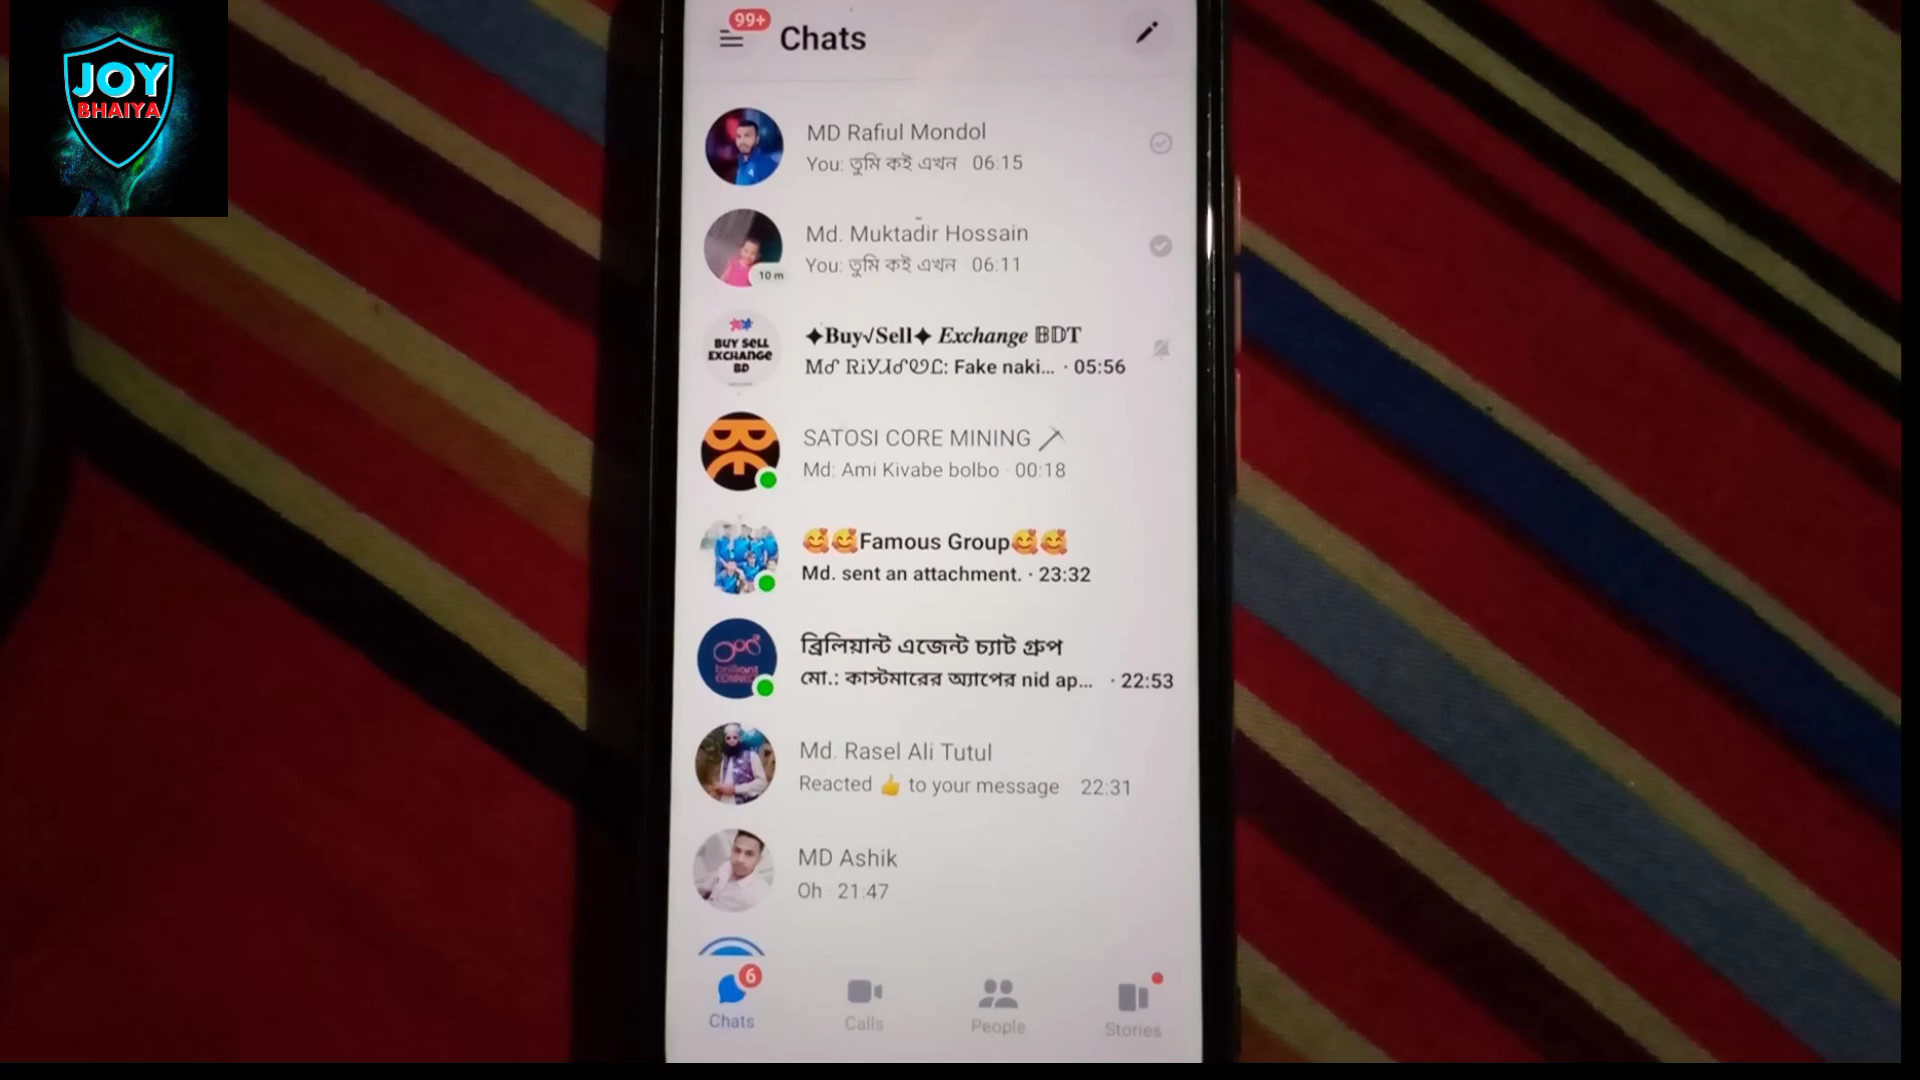 JOY
BHAIYA
99+
Chats
MD Rafiul Mondol
You: তুমি কই এখন 06:15
Md. Muktadir Hossain
You: তুমি কই এখন 06:11
10 m
✦Buy√Sell✦ Exchange 𝔹𝔻T
BUY SELL
EXCHANGE
BD
Fake naki... · 05:56
SATOSI CORE MINING
Md: Ami Kivabe bolbo · 00:18
🥰🥰Famous Group🥰🥰
Md. sent an attachment. · 23:32
ব্রিলিয়ান্ট এজেন্ট চ্যাট গ্রুপ
মো.: কাস্টমারের অ্যাপের nid ap... · 22:53
brilliant
CONNECT
Md. Rasel Ali Tutul
Reacted 👍 to your message 22:31
MD Ashik
Oh · 21:47
6
Chats
Calls
People
Stories